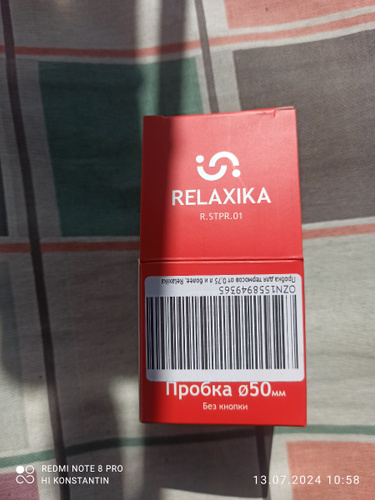 RELAXIKA
R.STPR.01
Пробка для термосов от 0,75 л и более, Relaxika
OZN1558949365
Пробка ø50мм
Без кнопки
REDMI NOTE 8 PRO
HI KONSTANTIN
13.07.2024 10:58